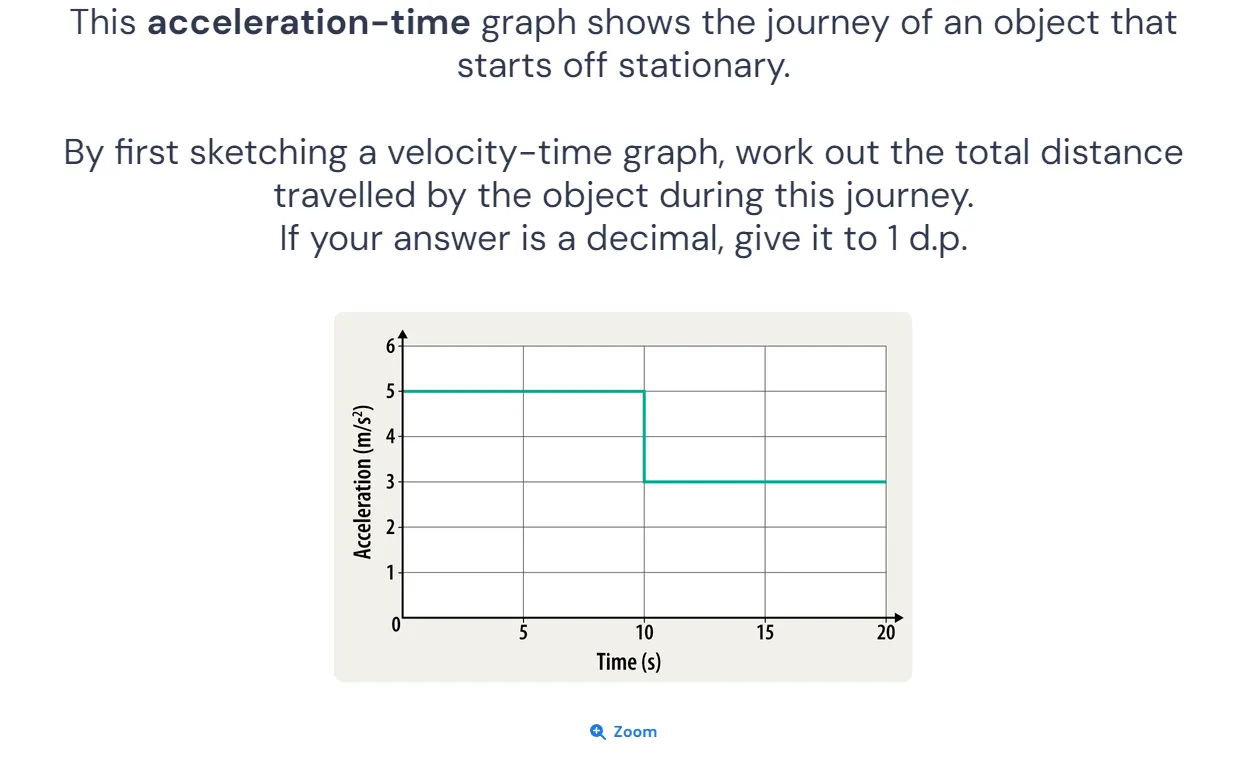 This acceleration-time graph shows the journey of an object that
starts off stationary.
By first sketching a velocity-time graph, work out the total distance
travelled by the object during this journey.
If your answer is a decimal, give it to 1 d.p.
6
5
4
3
2
1
0
Acceleration (m/s²)
5
10
15
20
Time (s)
Zoom